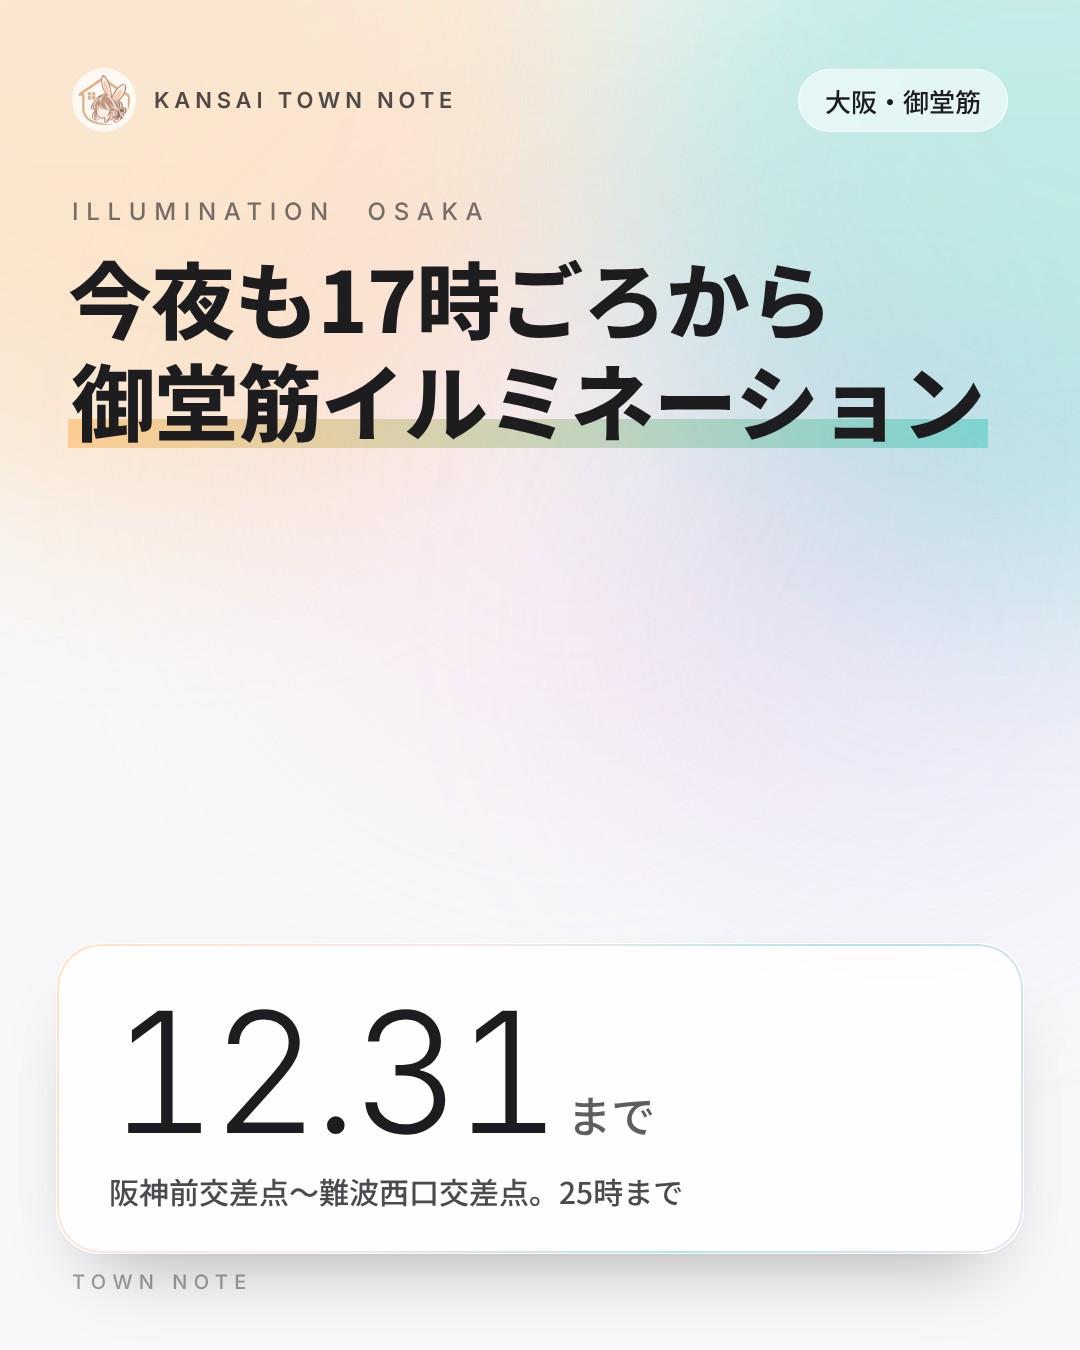 KANSAI TOWN NOTE
大阪・御堂筋
ILLUMINATION OSAKA
今夜も17時ごろから
御堂筋イルミネーション
12.31 まで
阪神前交差点〜難波西口交差点。25時まで
TOWN NOTE